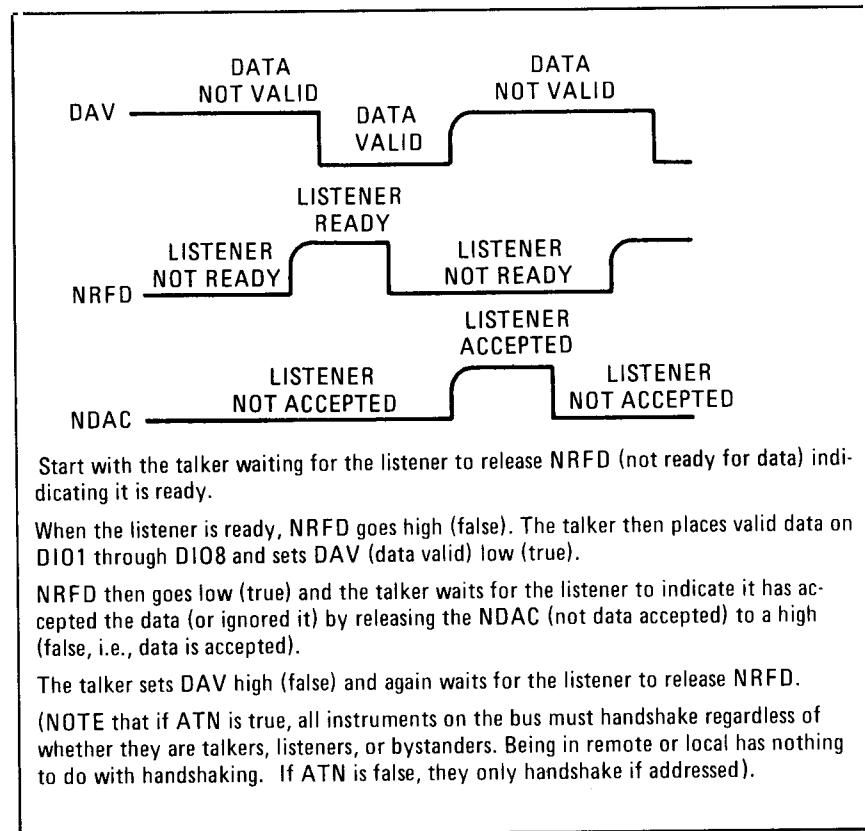 DATA
NOT VALID
DATA
NOT VALID
DAV
DATA
VALID
LISTENER
READY
LISTENER
NOT READY
LISTENER
NOT READY
NRFD
LISTENER
ACCEPTED
LISTENER
NOT ACCEPTED
LISTENER
NOT ACCEPTED
NDAC
Start with the talker waiting for the listener to release NRFD (not ready for data) indi-
dicating it is ready.
When the listener is ready, NRFD goes high (false). The talker then places valid data on
DIO1 through DIO8 and sets DAV (data valid) low (true).
NRFD then goes low (true) and the talker waits for the listener to indicate it has ac-
cepted the data (or ignored it) by releasing the NDAC (not data accepted) to a high
(false, i.e., data is accepted).
The talker sets DAV high (false) and again waits for the listener to release NRFD.
(NOTE that if ATN is true, all instruments on the bus must handshake regardless of
whether they are talkers, listeners, or bystanders. Being in remote or local has nothing
to do with handshaking. If ATN is false, they only handshake if addressed).